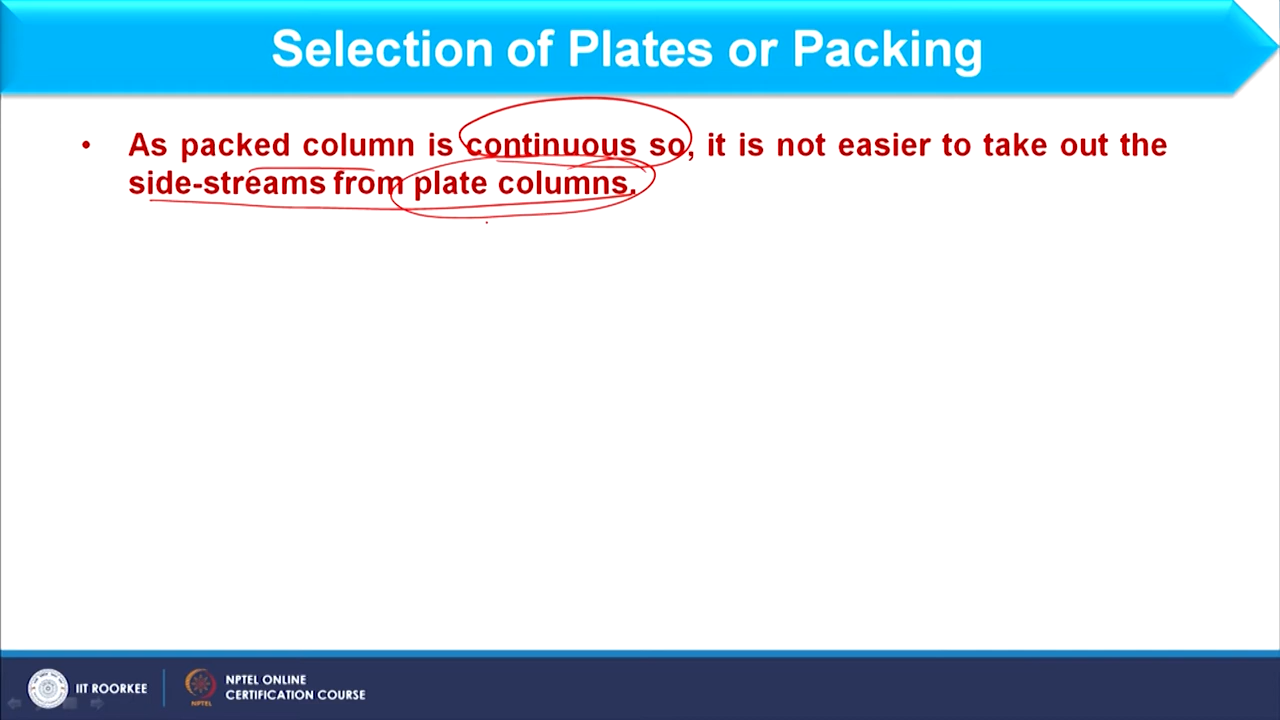 Selection of Plates or Packing
• As packed column is continuous so, it is not easier to take out the
side-streams from plate columns.
IIT ROORKEE
NPTEL ONLINE
CERTIFICATION COURSE
NPTEL